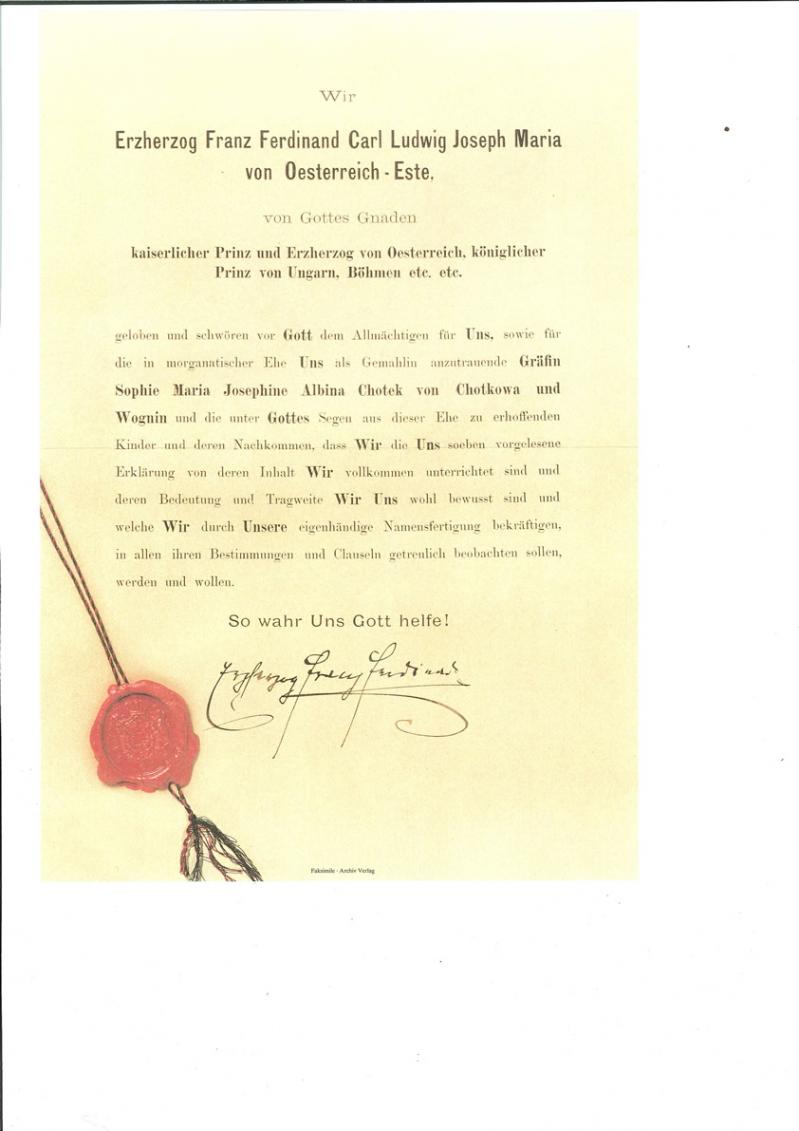 Wir
Erzherzog Franz Ferdinand Carl Ludwig Joseph Maria
von Oesterreich - Este,
von Gottes Gnaden
kaiserlicher Prinz und Erzherzog von Oesterreich, königlicher
Prinz von Ungarn, Böhmen etc. etc.
geloben und schwören vor Gott dem Allmächtigen für Uns, sowie für
die in morganatischer Ehe Uns als Gemahlin anzutrauende Gräfin
Sophie Maria Josephine Albina Chotek von Chotkowa und
Wognin und die unter Gottes Segen aus dieser Ehe zu erhoffenden
Kinder und deren Nachkommen, dass Wir die Uns soeben vorgelesene
Erklärung von deren Inhalt Wir vollkommen unterrichtet sind und
deren Bedeutung und Tragweite Wir Uns wohl bewusst sind und
welche Wir durch Unsere eigenhändige Namensfertigung bekräftigen,
in allen ihren Bestimmungen und Clauseln getreulich beobachten sollen,
werden und wollen.
So wahr Uns Gott helfe!
Erzherzog Franz Ferdinand
Faksimile - Archiv Verlag